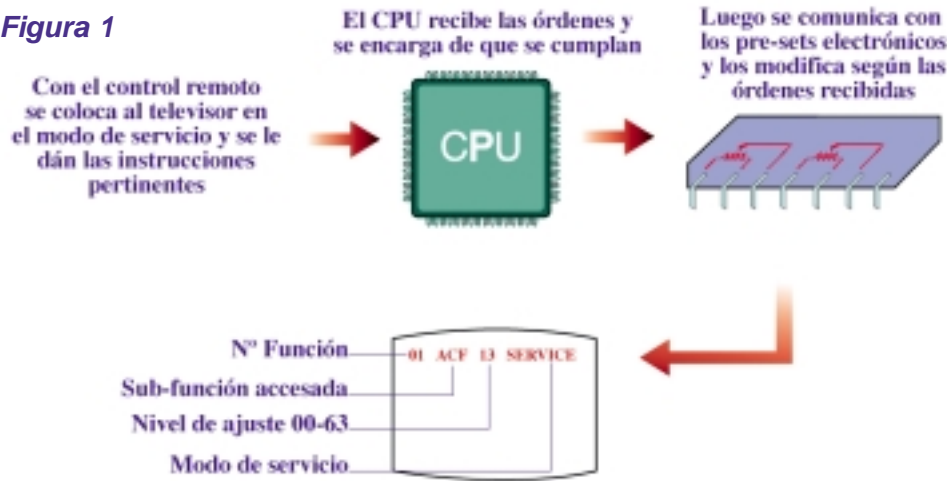 Figura 1
Con el control remoto
se coloca al televisor en
el modo de servicio y se le
dán las instrucciones
pertinentes
El CPU recibe las órdenes y
se encarga de que se cumplan
CPU
Luego se comunica con
los pre-sets electrónicos
y los modifica según las
órdenes recibidas
Nº Función
Sub-función accesada
Nivel de ajuste 00-63
Modo de servicio
01 ACF 13 SERVICE